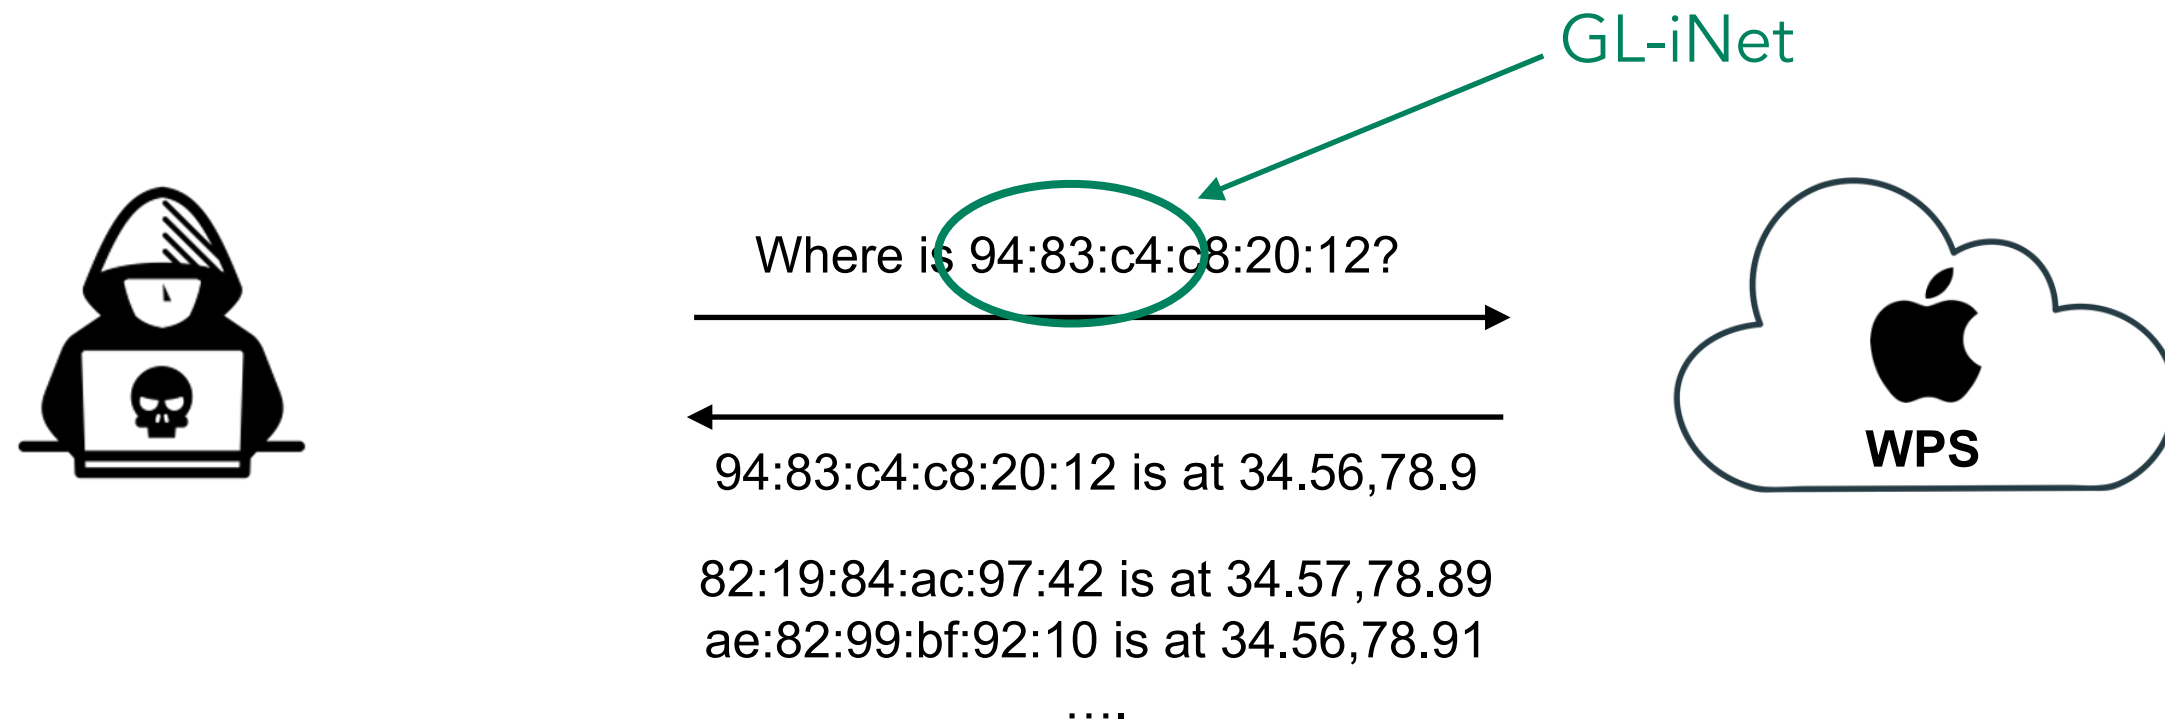 GL-iNet
Where is 94:83:c4:c8:20:12?
94:83:c4:c8:20:12 is at 34.56,78.9
WPS
82:19:84:ac:97:42 is at 34.57,78.89
ae:82:99:bf:92:10 is at 34.56,78.91
….!